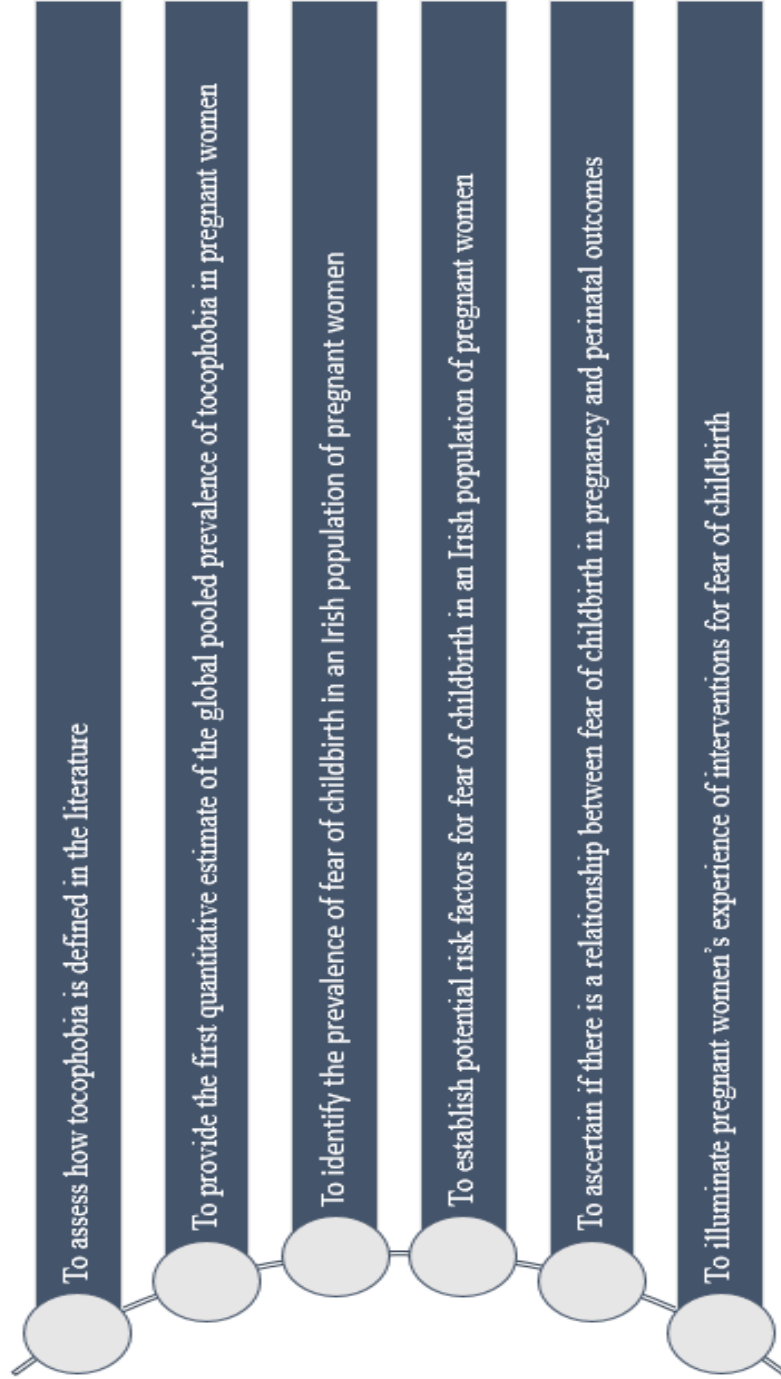 To assess how tocophobia is defined in the literature
To provide the first quantitative estimate of the global pooled prevalence of tocophobia in pregnant women
To identify the prevalence of fear of childbirth in an Irish population of pregnant women
To establish potential risk factors for fear of childbirth in an Irish population of pregnant women
To ascertain if there is a relationship between fear of childbirth in pregnancy and perinatal outcomes
To illuminate pregnant women’s experience of interventions for fear of childbirth